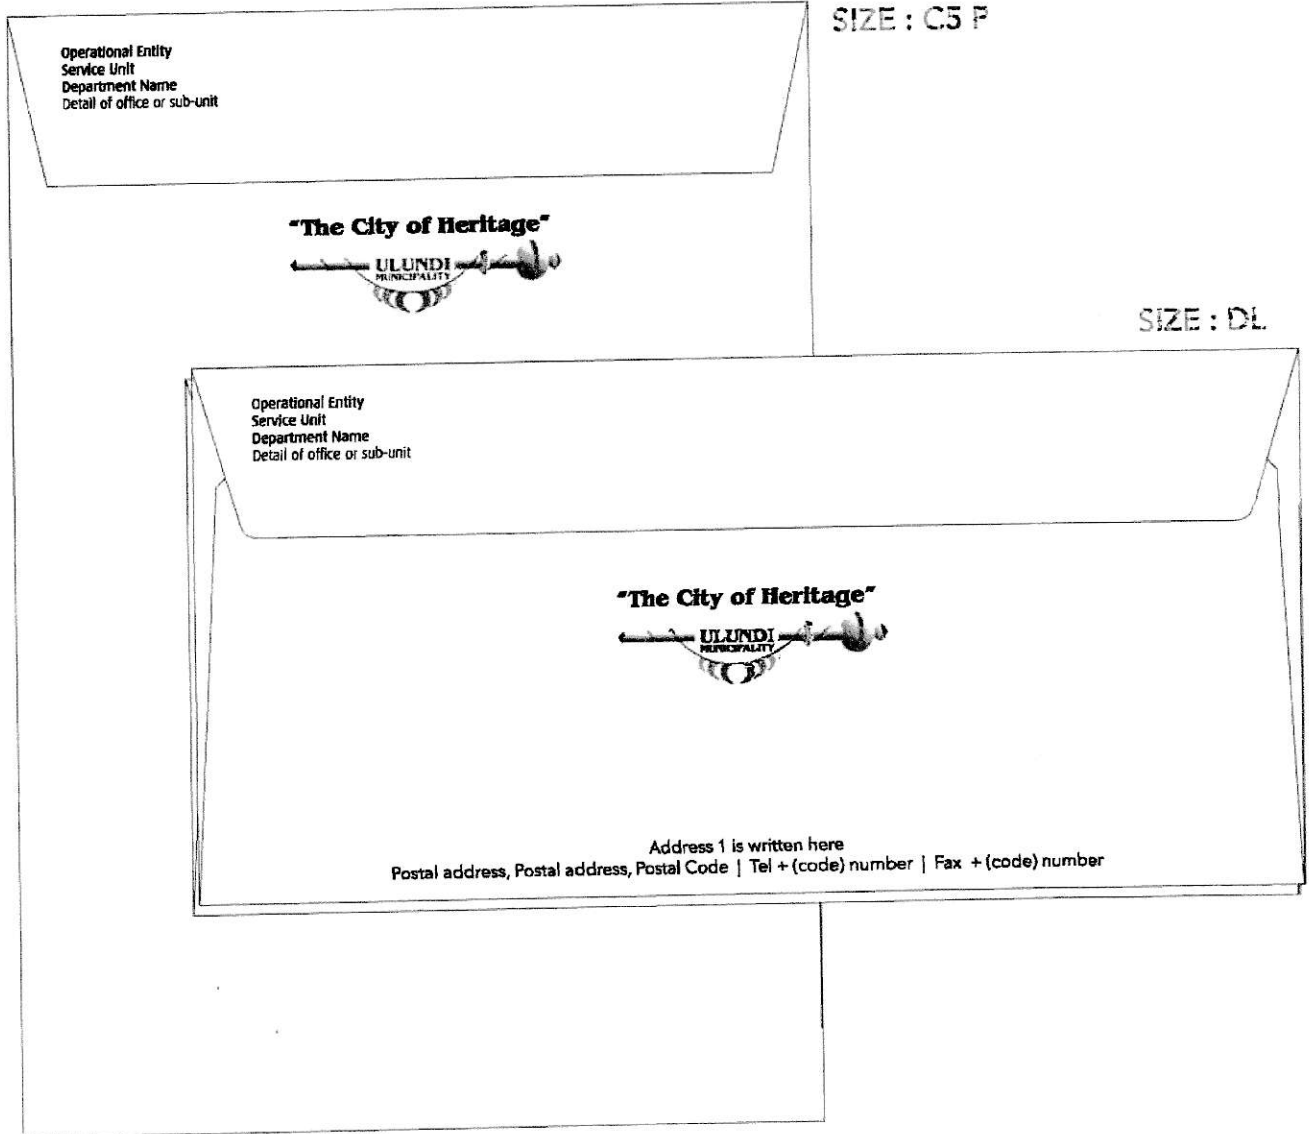 SIZE : C5 P
Operational Entity
Service Unit
Department Name
Detail of office or sub-unit
"The City of Heritage"
ULUNDI
MUNICIPALITY
SIZE : DL
Operational Entity
Service Unit
Department Name
Detail of office or sub-unit
"The City of Heritage"
ULUNDI
MUNICIPALITY
Address 1 is written here
Postal address, Postal address, Postal Code | Tel + (code) number | Fax + (code) number